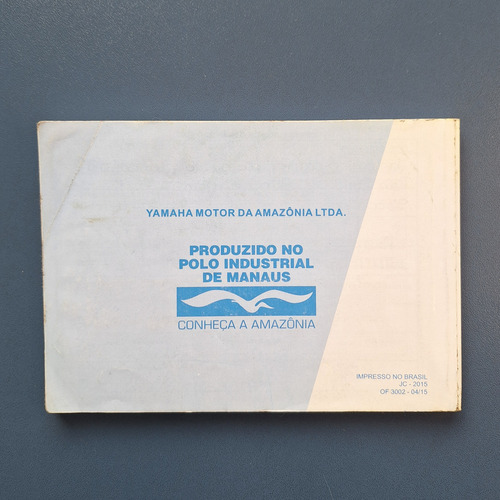 YAMAHA MOTOR DA AMAZÔNIA LTDA.
PRODUZIDO NO
POLO INDUSTRIAL
DE MANAUS
CONHEÇA A AMAZÔNIA
IMPRESSO NO BRASIL
JC - 2015
OF 3002 - 04/15